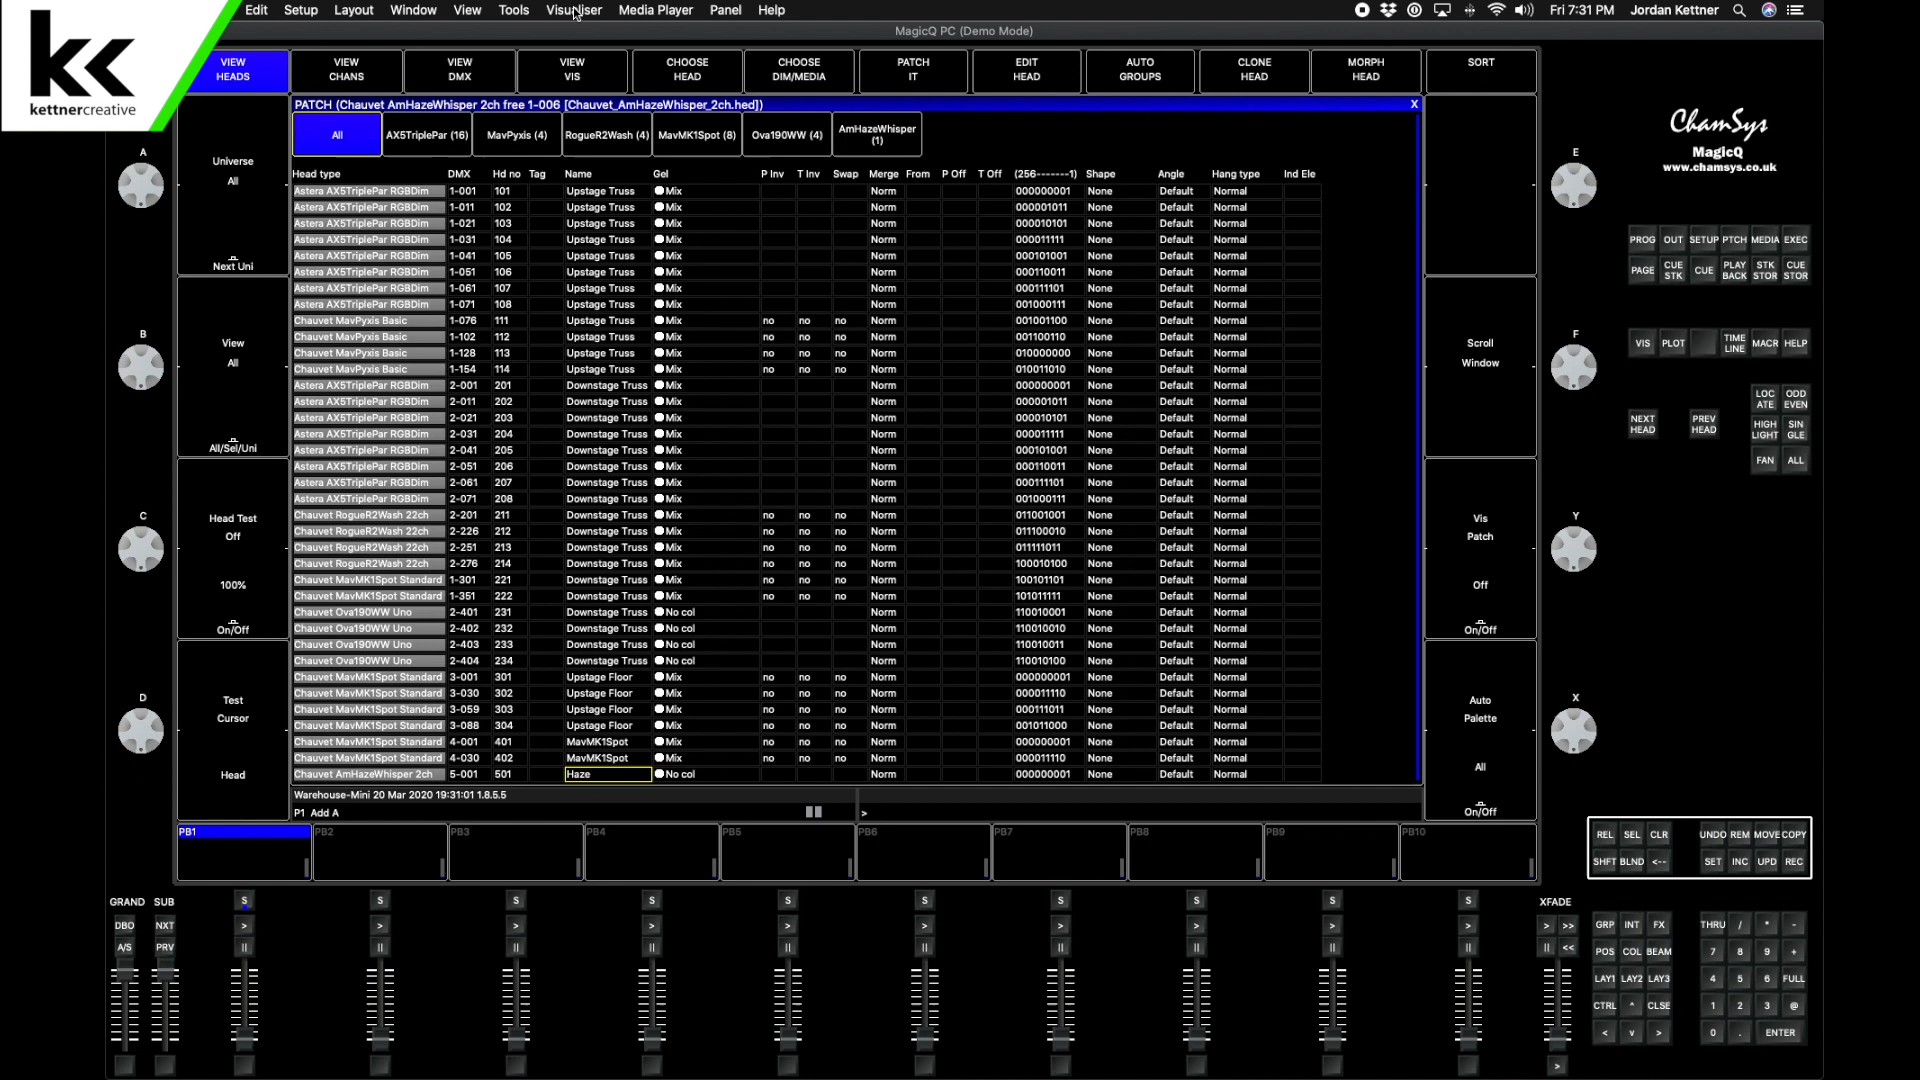 Edit Setup Layout Window View Tools Visualiser Media Player Panel Help Fri 7:31 PM Jordan Kettner
MagicQ PC (Demo Mode)
kc
kettnercreative
VIEW HEADS
VIEW CHANS
VIEW DMX
VIEW VIS
CHOOSE HEAD
CHOOSE DIM/MEDIA
PATCH IT
EDIT HEAD
AUTO GROUPS
CLONE HEAD
MORPH HEAD
SORT
PATCH (Chauvet AmHazeWhisper 2ch free 1-006 [Chauvet_AmHazeWhisper_2ch.hed]) X
All AX5TriplePar (16) MavPyxis (4) RogueR2Wash (4) MavMK1Spot (8) Ova190WW (4) AmHazeWhisper (1)
Head type DMX Hd no Tag Name Gel P Inv T Inv Swap Merge From P Off T Off (256-------1) Shape Angle Hang type Ind Ele
Astera AX5TriplePar RGBDim 1-001 101 Upstage Truss Mix Norm 000000001 None Default Normal
Astera AX5TriplePar RGBDim 1-011 102 Upstage Truss Mix Norm 000001011 None Default Normal
Astera AX5TriplePar RGBDim 1-021 103 Upstage Truss Mix Norm 000010101 None Default Normal
Astera AX5TriplePar RGBDim 1-031 104 Upstage Truss Mix Norm 000011111 None Default Normal
Astera AX5TriplePar RGBDim 1-041 105 Upstage Truss Mix Norm 000101001 None Default Normal
Astera AX5TriplePar RGBDim 1-051 106 Upstage Truss Mix Norm 000110011 None Default Normal
Astera AX5TriplePar RGBDim 1-061 107 Upstage Truss Mix Norm 000111101 None Default Normal
Astera AX5TriplePar RGBDim 1-071 108 Upstage Truss Mix Norm 001000111 None Default Normal
Chauvet MavPyxis Basic 1-076 111 Upstage Truss Mix no no no Norm 001001100 None Default Normal
Chauvet MavPyxis Basic 1-102 112 Upstage Truss Mix no no no Norm 001100110 None Default Normal
Chauvet MavPyxis Basic 1-128 113 Upstage Truss Mix no no no Norm 010000000 None Default Normal
Chauvet MavPyxis Basic 1-154 114 Upstage Truss Mix no no no Norm 010011010 None Default Normal
Astera AX5TriplePar RGBDim 2-001 201 Downstage Truss Mix Norm 000000001 None Default Normal
Astera AX5TriplePar RGBDim 2-011 202 Downstage Truss Mix Norm 000001011 None Default Normal
Astera AX5TriplePar RGBDim 2-021 203 Downstage Truss Mix Norm 000010101 None Default Normal
Astera AX5TriplePar RGBDim 2-031 204 Downstage Truss Mix Norm 000011111 None Default Normal
Astera AX5TriplePar RGBDim 2-041 205 Downstage Truss Mix Norm 000101001 None Default Normal
Astera AX5TriplePar RGBDim 2-051 206 Downstage Truss Mix Norm 000110011 None Default Normal
Astera AX5TriplePar RGBDim 2-061 207 Downstage Truss Mix Norm 000111101 None Default Normal
Astera AX5TriplePar RGBDim 2-071 208 Downstage Truss Mix Norm 001000111 None Default Normal
Chauvet RogueR2Wash 22ch 2-201 211 Downstage Truss Mix no no no Norm 011001001 None Default Normal
Chauvet RogueR2Wash 22ch 2-226 212 Downstage Truss Mix no no no Norm 011100010 None Default Normal
Chauvet RogueR2Wash 22ch 2-251 213 Downstage Truss Mix no no no Norm 011111011 None Default Normal
Chauvet RogueR2Wash 22ch 2-276 214 Downstage Truss Mix no no no Norm 100010100 None Default Normal
Chauvet MavMK1Spot Standard 1-301 221 Downstage Truss Mix no no no Norm 100101101 None Default Normal
Chauvet MavMK1Spot Standard 1-351 222 Downstage Truss Mix no no no Norm 101011111 None Default Normal
Chauvet Ova190WW Uno 2-401 231 Downstage Truss No col Norm 110010001 None Default Normal
Chauvet Ova190WW Uno 2-402 232 Downstage Truss No col Norm 110010010 None Default Normal
Chauvet Ova190WW Uno 2-403 233 Downstage Truss No col Norm 110010011 None Default Normal
Chauvet Ova190WW Uno 2-404 234 Downstage Truss No col Norm 110010100 None Default Normal
Chauvet MavMK1Spot Standard 3-001 301 Upstage Floor Mix no no no Norm 000000001 None Default Normal
Chauvet MavMK1Spot Standard 3-030 302 Upstage Floor Mix no no no Norm 000011110 None Default Normal
Chauvet MavMK1Spot Standard 3-059 303 Upstage Floor Mix no no no Norm 000111011 None Default Normal
Chauvet MavMK1Spot Standard 3-088 304 Upstage Floor Mix no no no Norm 001011000 None Default Normal
Chauvet MavMK1Spot Standard 4-001 401 MavMK1Spot Mix no no no Norm 000000001 None Default Normal
Chauvet MavMK1Spot Standard 4-030 402 MavMK1Spot Mix no no no Norm 000011110 None Default Normal
Chauvet AmHazeWhisper 2ch 5-001 501 Haze No col Norm 000000001 None Default Normal
Warehouse-Mini 20 Mar 2020 19:31:01 1.8.5.5
P1 Add A >
A
Universe
All
Next Uni
B
View
All
All/Sel/Uni
C
Head Test
Off
100%
On/Off
D
Test
Cursor
Head
E
F
Scroll
Window
Y
Vis
Patch
Off
On/Off
X
Auto
Palette
All
On/Off
ChamSys
MagicQ
www.chamsys.co.uk
PROG OUT SETUP PTCH MEDIA EXEC
PAGE CUE STK CUE PLAY BACK STK STOR CUE STOR
VIS PLOT TIME LINE MACR HELP
NEXT HEAD PREV HEAD
LOC ATE ODD EVEN
HIGH LIGHT SIN GLE
FAN ALL
PB1 PB2 PB3 PB4 PB5 PB6 PB7 PB8 PB9 PB10
REL SEL CLR UNDO REM MOVE COPY
SHFT BLND <-- SET INC UPD REC
GRAND SUB S S S S S S S S S S XFADE
DBO NXT > > > > > > > > > > > >>
A/S PRV II II II II II II II II II II II <<
GRP INT FX THRU / * -
POS COL BEAM 7 8 9 +
LAY1 LAY2 LAY3 4 5 6 FULL
CTRL ^ CLSE 1 2 3 @
< v > 0 . ENTER
>